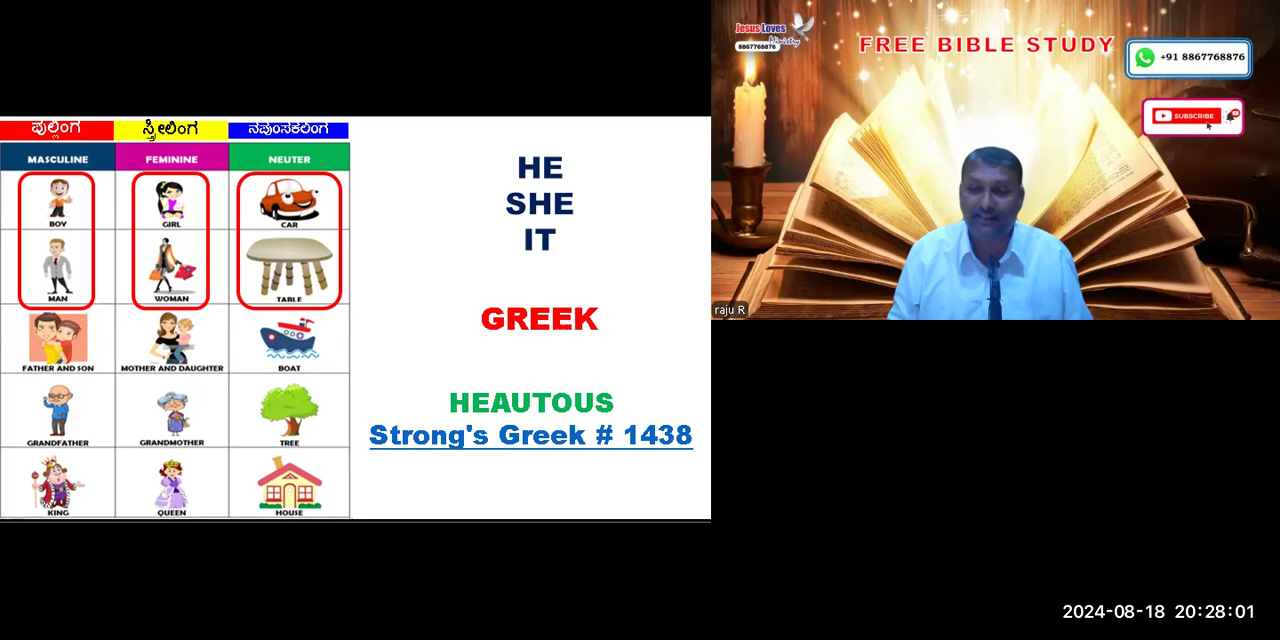 ಪುಲ್ಲಿಂಗ ಸ್ತ್ರೀಲಿಂಗ ನಪುಂಸಕಲಿಂಗ
MASCULINE FEMININE NEUTER
BOY GIRL CAR
MAN WOMAN TABLE
FATHER AND SON MOTHER AND DAUGHTER BOAT
GRANDFATHER GRANDMOTHER TREE
KING QUEEN HOUSE
HE
SHE
IT
GREEK
HEAUTOUS
Strong's Greek # 1438
Jesus Loves
Ministry
8867768876
FREE BIBLE STUDY
+91 8867768876
SUBSCRIBE
raju R
2024-08-18 20:28:01